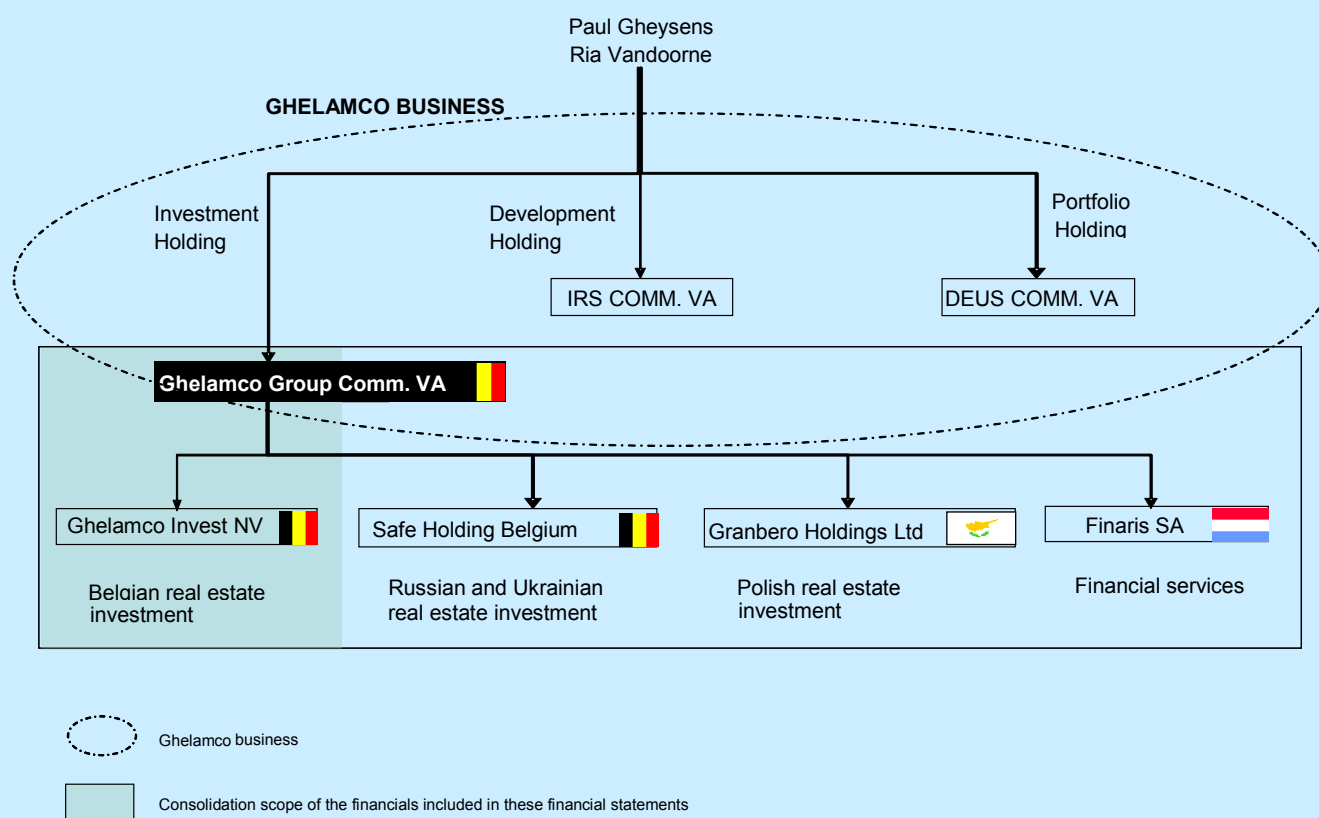 Paul Gheysens
Ria Vandoorne
GHELAMCO BUSINESS
Investment
Holding
Development
Holding
Portfolio
Holding
IRS COMM. VA
DEUS COMM. VA
Ghelamco Group Comm. VA
Ghelamco Invest NV
Safe Holding Belgium
Granbero Holdings Ltd
Finaris SA
Belgian real estate
investment
Russian and Ukrainian
real estate investment
Polish real estate
investment
Financial services
Ghelamco business
Consolidation scope of the financials included in these financial statements